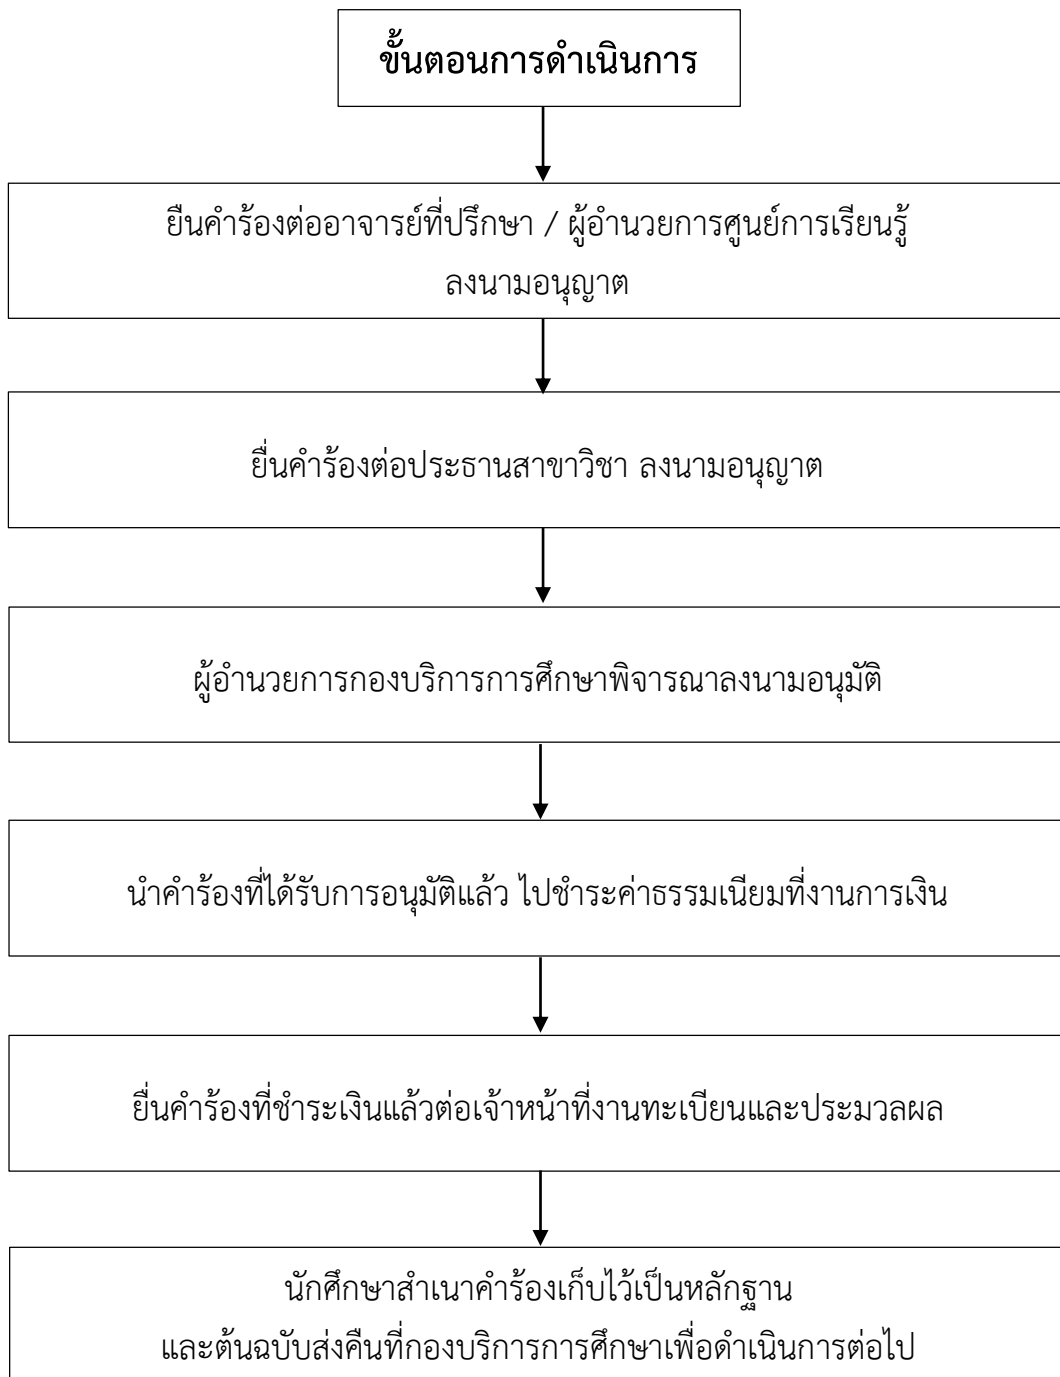 ขั้นตอนการดำเนินการ
ยืนคำร้องต่ออาจารย์ที่ปรึกษา / ผู้อำนวยการศูนย์การเรียนรู้
ลงนามอนุญาต
ยื่นคำร้องต่อประธานสาขาวิชา ลงนามอนุญาต
ผู้อำนวยการกองบริการการศึกษาพิจารณาลงนามอนุมัติ
นำคำร้องที่ได้รับการอนุมัติแล้ว ไปชำระค่าธรรมเนียมที่งานการเงิน
ยื่นคำร้องที่ชำระเงินแล้วต่อเจ้าหน้าที่งานทะเบียนและประมวลผล
นักศึกษาสำเนาคำร้องเก็บไว้เป็นหลักฐาน
และต้นฉบับส่งคืนที่กองบริการการศึกษาเพื่อดำเนินการต่อไป